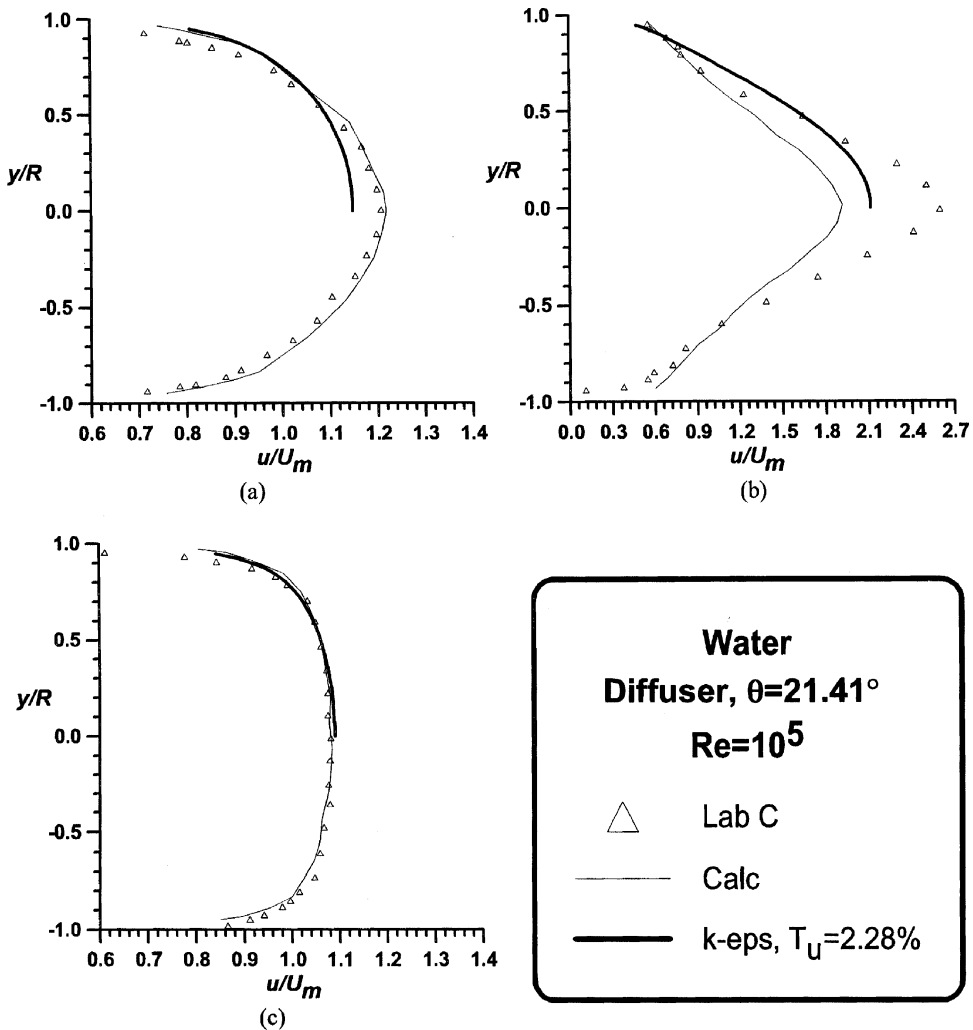 1.0
0.5
y/R
0.0
-0.5
-1.0
0.6 0.7 0.8 0.9 1.0 1.1 1.2 1.3 1.4
u/Um
(a)
1.0
0.5
y/R
0.0
-0.5
-1.0
0.0 0.3 0.6 0.9 1.2 1.5 1.8 2.1 2.4 2.7
u/Um
(b)
1.0
0.5
y/R
0.0
-0.5
-1.0
0.6 0.7 0.8 0.9 1.0 1.1 1.2 1.3 1.4
u/Um
(c)
Water
Diffuser, θ=21.41°
Re=10⁵
Lab C
Calc
k-eps, Tu=2.28%